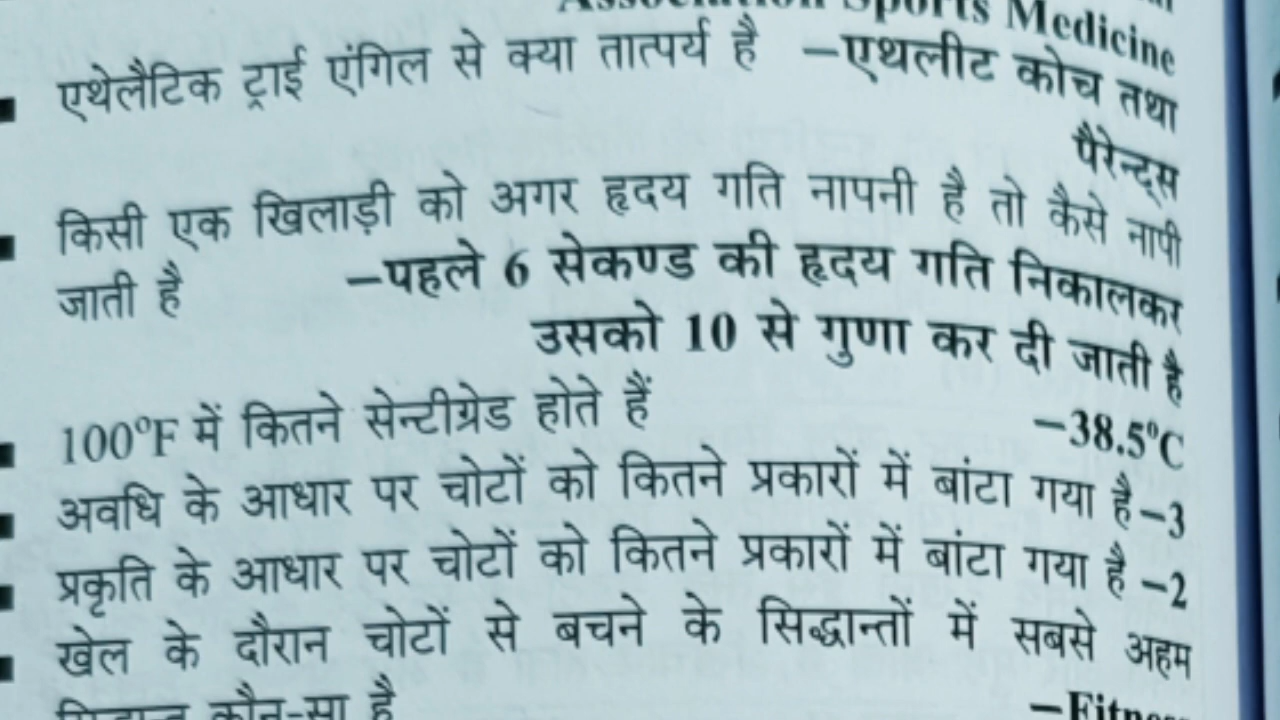 Association Sports Medicine
एथेलैटिक ट्राई एंगिल से क्या तात्पर्य है –एथलीट कोच तथा
पैरेन्ट्स
किसी एक खिलाड़ी को अगर हृदय गति नापनी है तो कैसे नापी
जाती है –पहले 6 सेकण्ड की हृदय गति निकालकर
उसको 10 से गुणा कर दी जाती है
100°F में कितने सेन्टीग्रेड होते हैं –38.5°C
अवधि के आधार पर चोटों को कितने प्रकारों में बांटा गया है –3
प्रकृति के आधार पर चोटों को कितने प्रकारों में बांटा गया है –2
खेल के दौरान चोटों से बचने के सिद्धान्तों में सबसे अहम
कौन-सा है